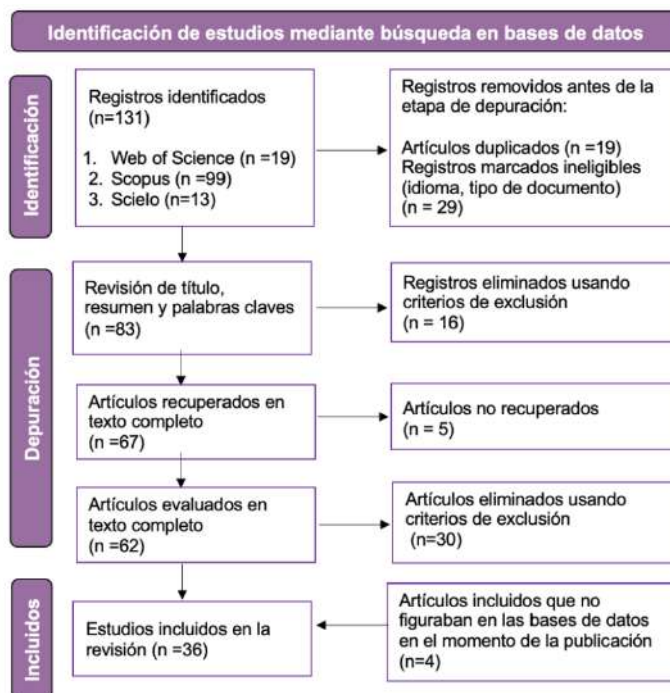 Identificación de estudios mediante búsqueda en bases de datos
Identificación
Registros identificados
(n=131)
1. Web of Science (n =19)
2. Scopus (n =99)
3. Scielo (n=13)
Registros removidos antes de la
etapa de depuración:
Artículos duplicados (n =19)
Registros marcados ineligibles
(idioma, tipo de documento)
(n = 29)
Depuración
Revisión de título,
resumen y palabras claves
(n =83)
Registros eliminados usando
criterios de exclusión
(n = 16)
Artículos recuperados en
texto completo
(n =67)
Artículos no recuperados
(n = 5)
Artículos evaluados en
texto completo
(n =62)
Artículos eliminados usando
criterios de exclusión
(n=30)
Incluidos
Estudios incluidos en la
revisión (n =36)
Artículos incluidos que no
figuraban en las bases de datos
en el momento de la publicación
(n=4)